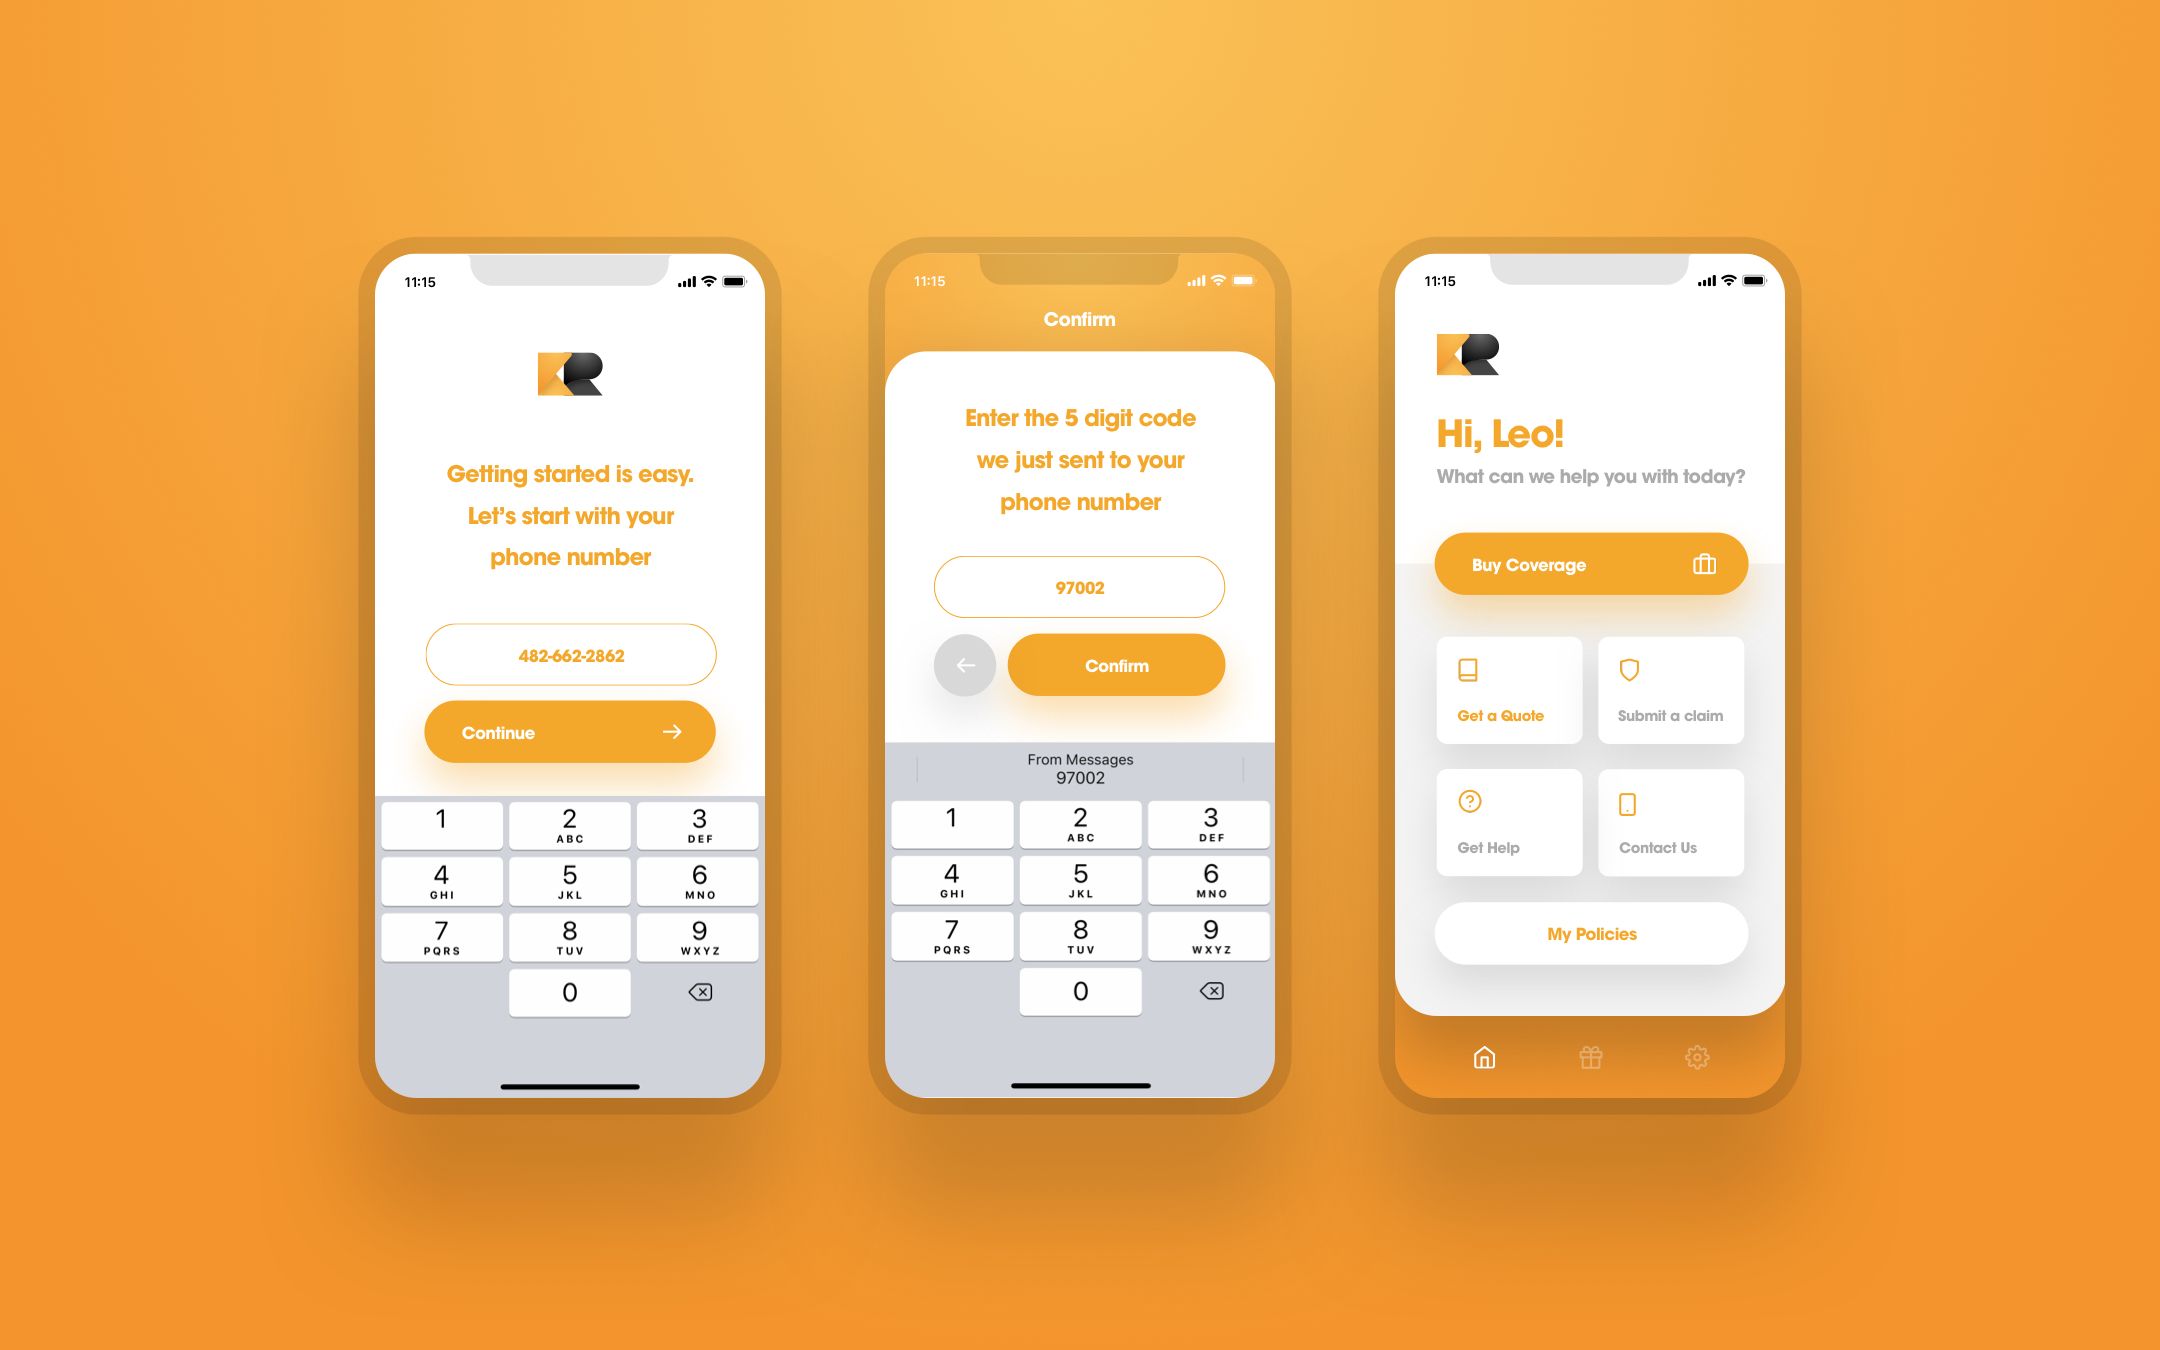 11:15
KR
Getting started is easy.
Let’s start with your
phone number
482-662-2862
Continue
1
2
ABC
3
DEF
4
GHI
5
JKL
6
MNO
7
PQRS
8
TUV
9
WXYZ
0
11:15
Confirm
Enter the 5 digit code
we just sent to your
phone number
97002
Confirm
From Messages
97002
1
2
ABC
3
DEF
4
GHI
5
JKL
6
MNO
7
PQRS
8
TUV
9
WXYZ
0
11:15
KR
Hi, Leo!
What can we help you with today?
Buy Coverage
Get a Quote
Submit a claim
Get Help
Contact Us
My Policies